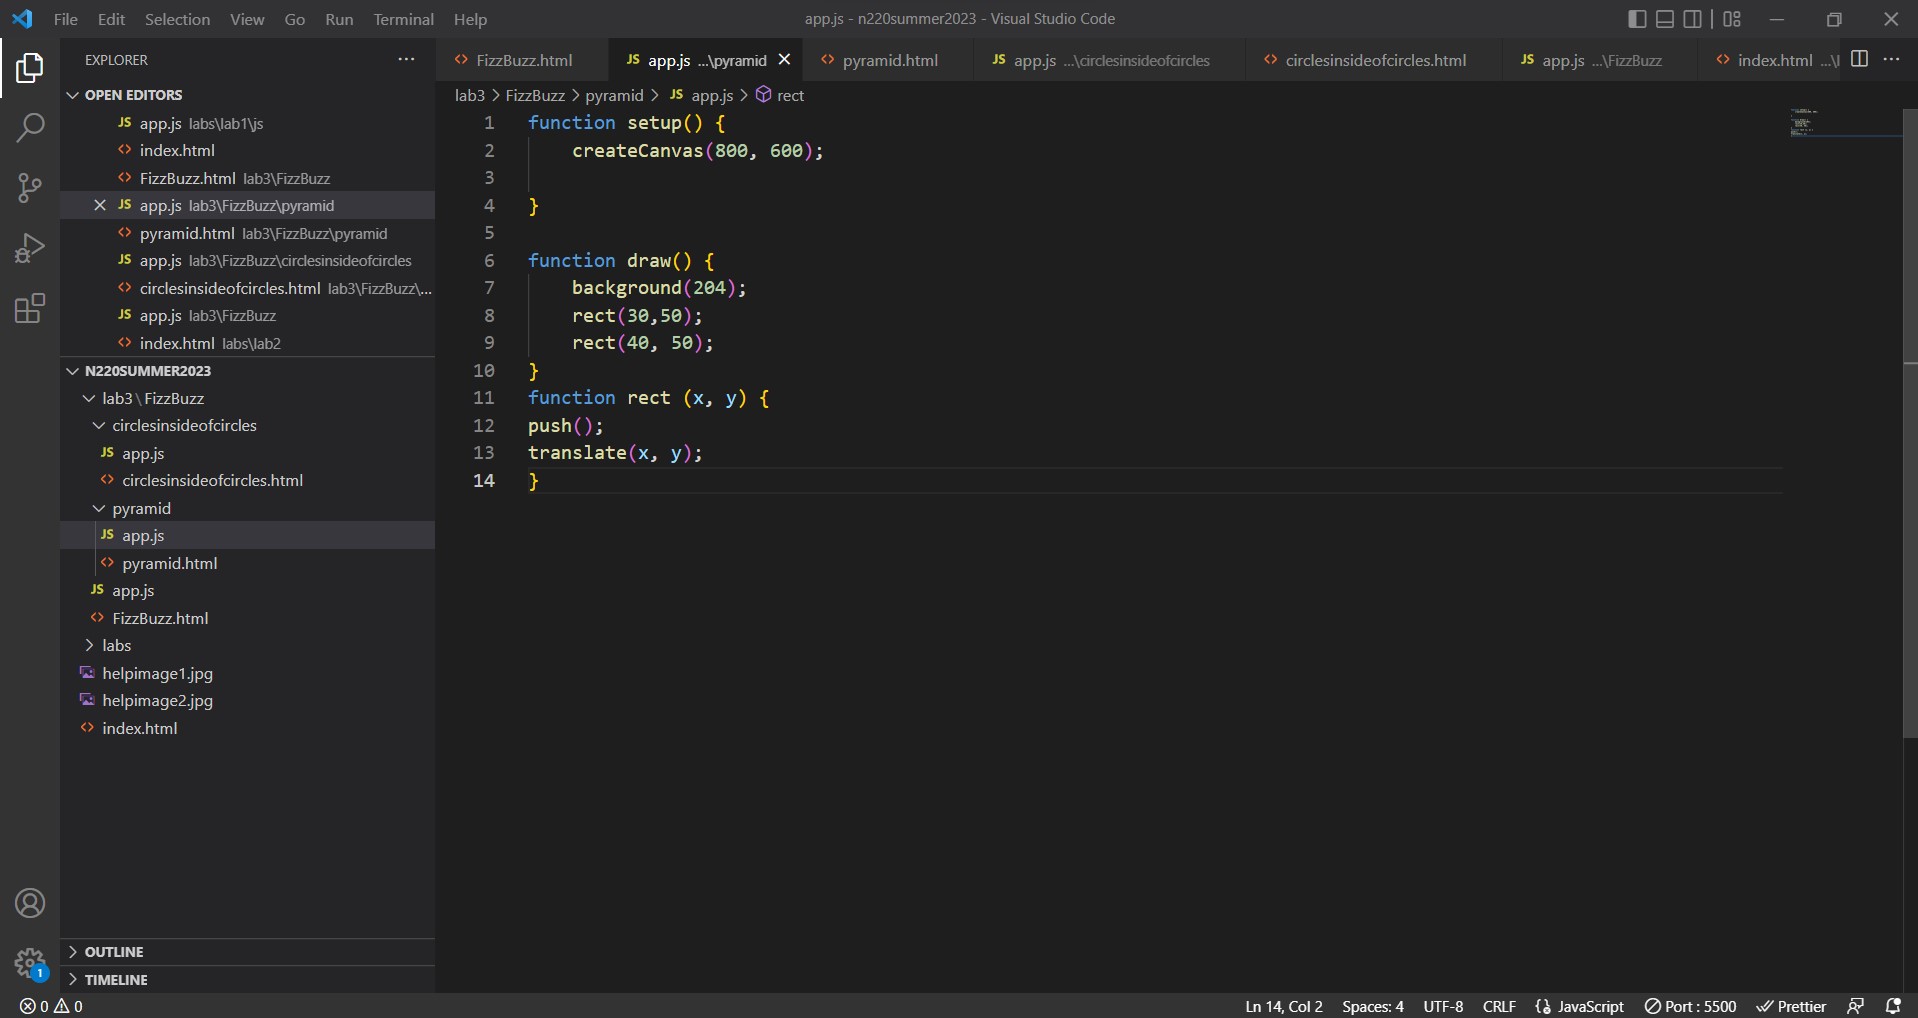 File Edit Selection View Go Run Terminal Help
app.js - n220summer2023 - Visual Studio Code
EXPLORER
OPEN EDITORS
JS app.js labs\lab1\js
<> index.html
<> FizzBuzz.html lab3\FizzBuzz
JS app.js lab3\FizzBuzz\pyramid
<> pyramid.html lab3\FizzBuzz\pyramid
JS app.js lab3\FizzBuzz\circlesinsideofcircles
<> circlesinsideofcircles.html lab3\FizzBuzz\...
JS app.js lab3\FizzBuzz
<> index.html labs\lab2
N220SUMMER2023
lab3 \ FizzBuzz
circlesinsideofcircles
JS app.js
<> circlesinsideofcircles.html
pyramid
JS app.js
<> pyramid.html
JS app.js
<> FizzBuzz.html
labs
helpimage1.jpg
helpimage2.jpg
<> index.html
OUTLINE
TIMELINE
1
<> FizzBuzz.html JS app.js ...\pyramid <> pyramid.html JS app.js ...\circlesinsideofcircles <> circlesinsideofcircles.html JS app.js ...\FizzBuzz <> index.html ...\l
lab3 > FizzBuzz > pyramid > JS app.js > rect
1 function setup() {
2     createCanvas(800, 600);
3
4 }
5
6 function draw() {
7     background(204);
8     rect(30,50);
9     rect(40, 50);
10 }
11 function rect (x, y) {
12 push();
13 translate(x, y);
14 }
0 0
Ln 14, Col 2 Spaces: 4 UTF-8 CRLF {} JavaScript Port : 5500 Prettier